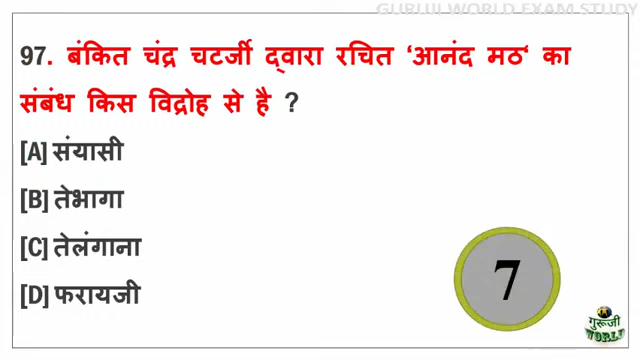 GURUJI WORLD EXAM STUDY
97. बंकित चंद्र चटर्जी द्वारा रचित ‘आनंद मठ‘ का
संबंध किस विद्रोह से है ?
[A] संयासी
[B] तेभागा
[C] तेलंगाना
[D] फरायजी
7
गुरूजी
WORLD